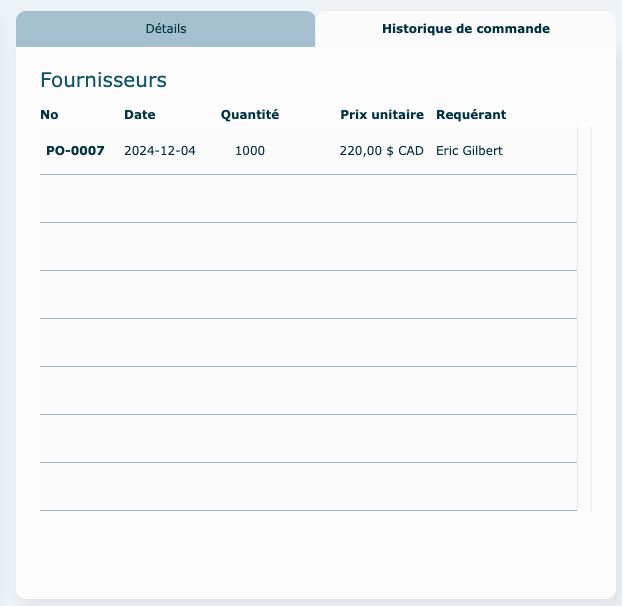 Détails
Historique de commande
Fournisseurs
No Date Quantité Prix unitaire Requérant
PO-0007 2024-12-04 1000 220,00 $ CAD Eric Gilbert